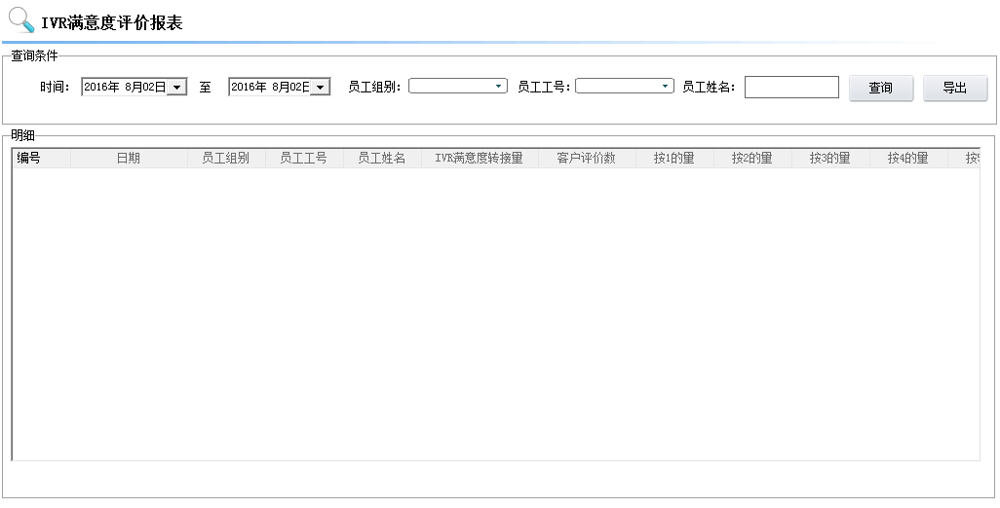 IVR满意度评价报表
查询条件
时间： 2016年 8月02日 至 2016年 8月02日 员工组别： 员工工号： 员工姓名： 查询 导出
明细
编号 日期 员工组别 员工工号 员工姓名 IVR满意度转接量 客户评价数 按1的量 按2的量 按3的量 按4的量 按